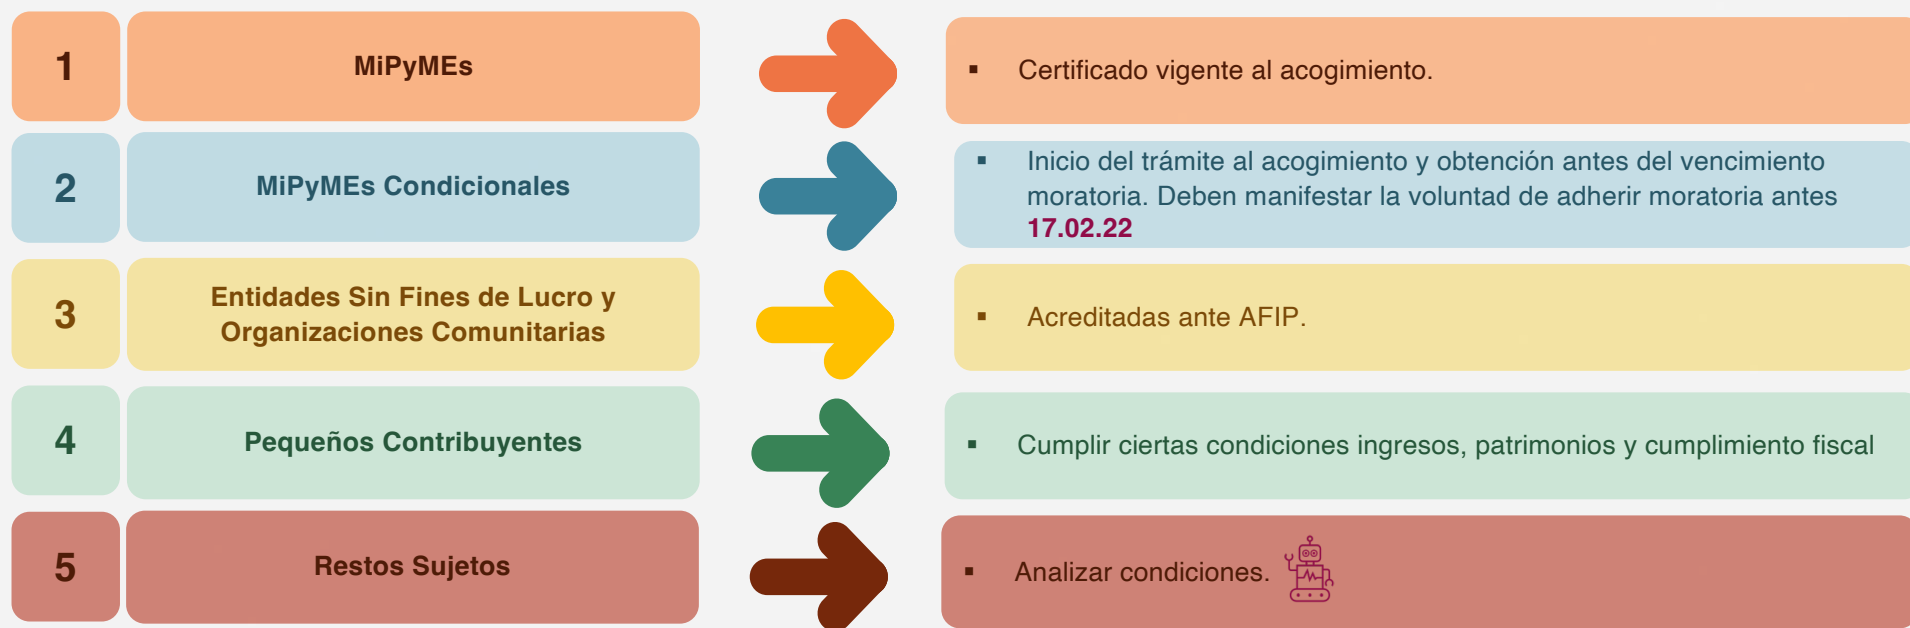 1
MiPyMEs
▪ Certificado vigente al acogimiento.
2
MiPyMEs Condicionales
▪ Inicio del trámite al acogimiento y obtención antes del vencimiento
moratoria. Deben manifestar la voluntad de adherir moratoria antes
17.02.22
3
Entidades Sin Fines de Lucro y
Organizaciones Comunitarias
▪ Acreditadas ante AFIP.
4
Pequeños Contribuyentes
▪ Cumplir ciertas condiciones ingresos, patrimonios y cumplimiento fiscal
5
Restos Sujetos
▪ Analizar condiciones.